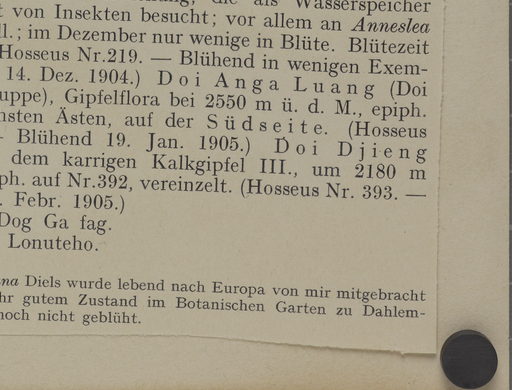 die als Wasserspeicher
von Insekten besucht; vor allem an Anneslea
ll.; im Dezember nur wenige in Blüte. Blütezeit
Hosseus Nr.219. — Blühend in wenigen Exem-
14. Dez. 1904.) Doi Anga Luang (Doi
uppe), Gipfelflora bei 2550 m ü. d. M., epiph.
nsten Ästen, auf der Südseite. (Hosseus
- Blühend 19. Jan. 1905.) Doi Djieng
dem karrigen Kalkgipfel III., um 2180 m
ph. auf Nr.392, vereinzelt. (Hosseus Nr. 393. —
. Febr. 1905.)
Dog Ga fag.
Lonuteho.
na Diels wurde lebend nach Europa von mir mitgebracht
hr gutem Zustand im Botanischen Garten zu Dahlem-
noch nicht geblüht.